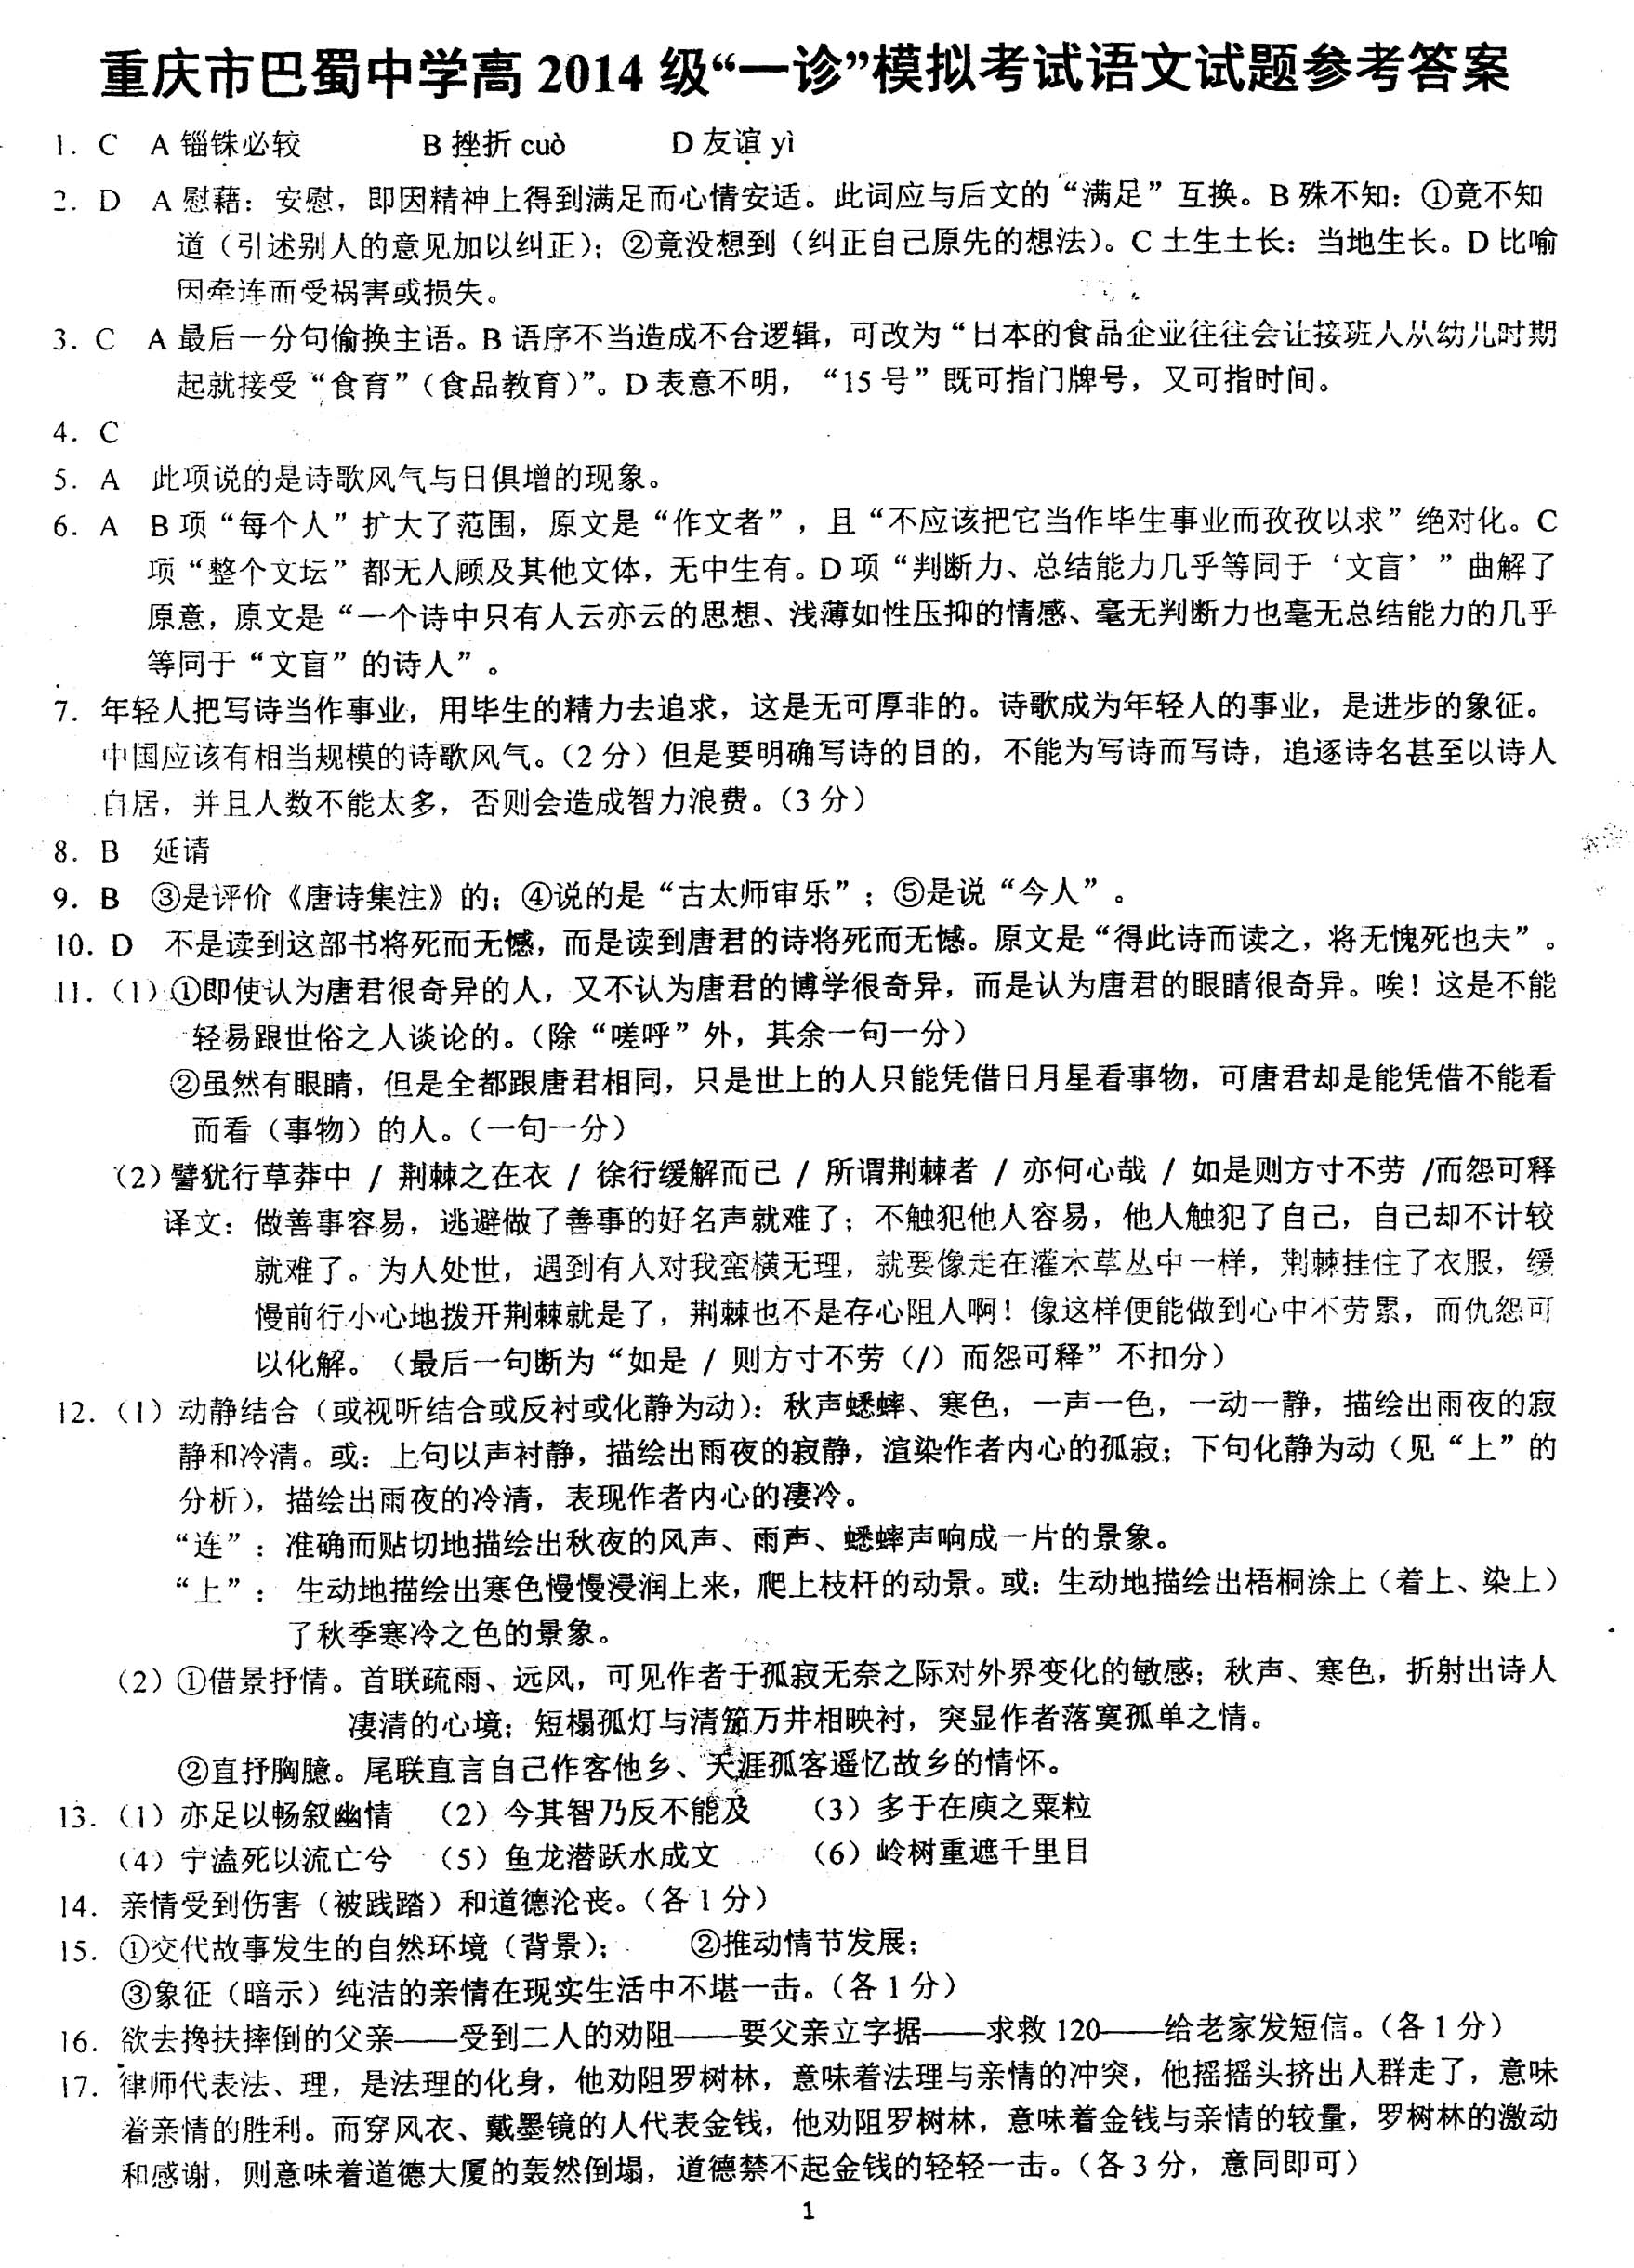 重庆市巴蜀中学高 2014 级“一诊”模拟考试语文试题参考答案
1. C A 锱铢必较 B 挫折 cuò D 友谊 yì
2. D A 慰藉：安慰，即因精神上得到满足而心情安适。此词应与后文的“满足”互换。B 殊不知：①竟不知
道（引述别人的意见加以纠正）；②竟没想到（纠正自己原先的想法）。C 土生土长：当地生长。D 比喻
因牵连而受祸害或损失。
3. C A 最后一分句偷换主语。B 语序不当造成不合逻辑，可改为“日本的食品企业往往会让接班人从幼儿时期
起就接受“食育”（食品教育）”。D 表意不明，“15 号”既可指门牌号，又可指时间。
4. C
5. A 此项说的是诗歌风气与日俱增的现象。
6. A B 项“每个人”扩大了范围，原文是“作文者”，且“不应该把它当作毕生事业而孜孜以求”绝对化。C
项“整个文坛”都无人顾及其他文体，无中生有。D 项“判断力、总结能力几乎等同于‘文盲’”曲解了
原意，原文是“一个诗中只有人云亦云的思想、浅薄如性压抑的情感、毫无判断力也毫无总结能力的几乎
等同于“文盲”的诗人”。
7. 年轻人把写诗当作事业，用毕生的精力去追求，这是无可厚非的。诗歌成为年轻人的事业，是进步的象征。
中国应该有相当规模的诗歌风气。（2 分）但是要明确写诗的目的，不能为写诗而写诗，追逐诗名甚至以诗人
自居，并且人数不能太多，否则会造成智力浪费。（3 分）
8. B 延请
9. B ③是评价《唐诗集注》的；④说的是“古太师审乐”；⑤是说“今人”。
10. D 不是读到这部书将死而无憾，而是读到唐君的诗将死而无憾。原文是“得此诗而读之，将无愧死也夫”。
11.（1）①即使认为唐君很奇异的人，又不认为唐君的博学很奇异，而是认为唐君的眼睛很奇异。唉！这是不能
轻易跟世俗之人谈论的。（除“嗟呼”外，其余一句一分）
②虽然有眼睛，但是全都跟唐君相同，只是世上的人只能凭借日月星看事物，可唐君却是能凭借不能看
而看（事物）的人。（一句一分）
（2）譬犹行草莽中 / 荆棘之在衣 / 徐行缓解而已 / 所谓荆棘者 / 亦何心哉 / 如是则方寸不劳 /而怨可释
译文：做善事容易，逃避做了善事的好名声就难了；不触犯他人容易，他人触犯了自己，自己却不计较
就难了。为人处世，遇到有人对我蛮横无理，就要像走在灌木草丛中一样，荆棘挂住了衣服，缓
慢前行小心地拨开荆棘就是了，荆棘也不是存心阻人啊！像这样便能做到心中不劳累，而仇怨可
以化解。（最后一句断为“如是 / 则方寸不劳（/）而怨可释”不扣分）
12.（1）动静结合（或视听结合或反衬或化静为动）：秋声蟋蟀、寒色，一声一色，一动一静，描绘出雨夜的寂
静和冷清。或：上句以声衬静，描绘出雨夜的寂静，渲染作者内心的孤寂；下句化静为动（见“上”的
分析），描绘出雨夜的冷清，表现作者内心的凄冷。
“连”：准确而贴切地描绘出秋夜的风声、雨声、蟋蟀声响成一片的景象。
“上”： 生动地描绘出寒色慢慢浸润上来，爬上枝杆的动景。或：生动地描绘出梧桐涂上（着上、染上）
了秋季寒冷之色的景象。
（2）①借景抒情。首联疏雨、远风，可见作者于孤寂无奈之际对外界变化的敏感；秋声、寒色，折射出诗人
凄清的心境；短榻孤灯与清笳万井相映衬，突显作者落寞孤单之情。
②直抒胸臆。尾联直言自己作客他乡、天涯孤客遥忆故乡的情怀。
13.（1）亦足以畅叙幽情 （2）今其智乃反不能及 （3）多于在庾之粟粒
（4）宁溘死以流亡兮 （5）鱼龙潜跃水成文 （6）岭树重遮千里目
14. 亲情受到伤害（被践踏）和道德沦丧。（各 1 分）
15. ①交代故事发生的自然环境（背景）； ②推动情节发展；
③象征（暗示）纯洁的亲情在现实生活中不堪一击。（各 1 分）
16. 欲去搀扶摔倒的父亲——受到二人的劝阻——要父亲立字据——求救 120——给老家发短信。（各 1 分）
17. 律师代表法、理，是法理的化身，他劝阻罗树林，意味着法理与亲情的冲突，他摇摇头挤出人群走了，意味
着亲情的胜利。而穿风衣、戴墨镜的人代表金钱，他劝阻罗树林，意味着金钱与亲情的较量，罗树林的激动
和感谢，则意味着道德大厦的轰然倒塌，道德禁不起金钱的轻轻一击。（各 3 分，意同即可）
1